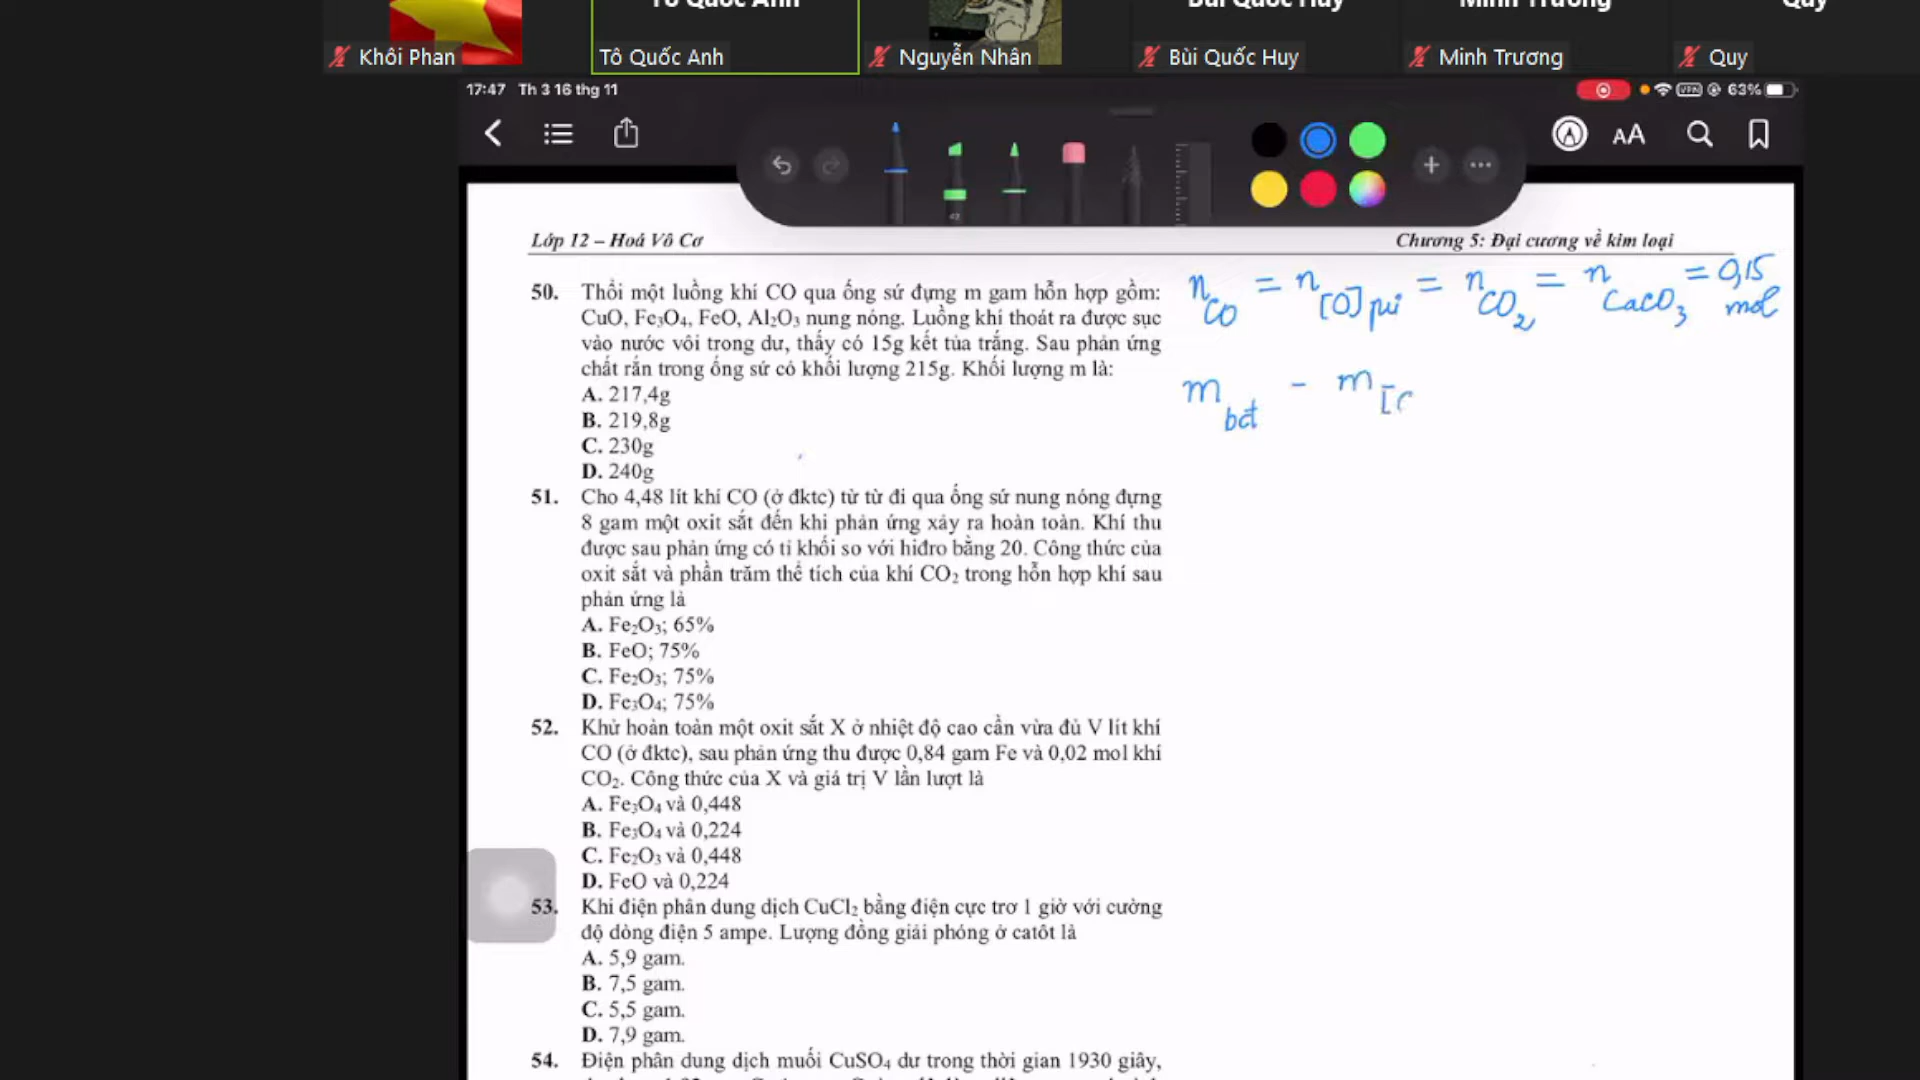 Tô Quốc Anh
Bùi Quốc Huy
Minh Trương
Quy
Khôi Phan
Tô Quốc Anh
Nguyễn Nhân
Bùi Quốc Huy
Minh Trương
Quy
17:47 Th 3 16 thg 11
VPN
63%
AA
Lớp 12 – Hoá Vô Cơ
Chương 5: Đại cương về kim loại
50. Thổi một luồng khí CO qua ống sứ đựng m gam hỗn hợp gồm:
CuO, Fe₃O₄, FeO, Al₂O₃ nung nóng. Luồng khí thoát ra được sục
vào nước vôi trong dư, thấy có 15g kết tủa trắng. Sau phản ứng
chất rắn trong ống sứ có khối lượng 215g. Khối lượng m là:
A. 217,4g
B. 219,8g
C. 230g
D. 240g
n CO = n [O] pư = n CO₂ = n CaCO₃ = 0,15 mol
m bđ - m [O
51. Cho 4,48 lít khí CO (ở đktc) từ từ đi qua ống sứ nung nóng đựng
8 gam một oxit sắt đến khi phản ứng xảy ra hoàn toàn. Khí thu
được sau phản ứng có tỉ khối so với hiđro bằng 20. Công thức của
oxit sắt và phần trăm thể tích của khí CO₂ trong hỗn hợp khí sau
phản ứng là
A. Fe₂O₃; 65%
B. FeO; 75%
C. Fe₂O₃; 75%
D. Fe₃O₄; 75%
52. Khử hoàn toàn một oxit sắt X ở nhiệt độ cao cần vừa đủ V lít khí
CO (ở đktc), sau phản ứng thu được 0,84 gam Fe và 0,02 mol khí
CO₂. Công thức của X và giá trị V lần lượt là
A. Fe₃O₄ và 0,448
B. Fe₃O₄ và 0,224
C. Fe₂O₃ và 0,448
D. FeO và 0,224
53. Khi điện phân dung dịch CuCl₂ bằng điện cực trơ 1 giờ với cường
độ dòng điện 5 ampe. Lượng đồng giải phóng ở catôt là
A. 5,9 gam.
B. 7,5 gam.
C. 5,5 gam.
D. 7,9 gam.
54. Điện phân dung dịch muối CuSO₄ dư trong thời gian 1930 giây,